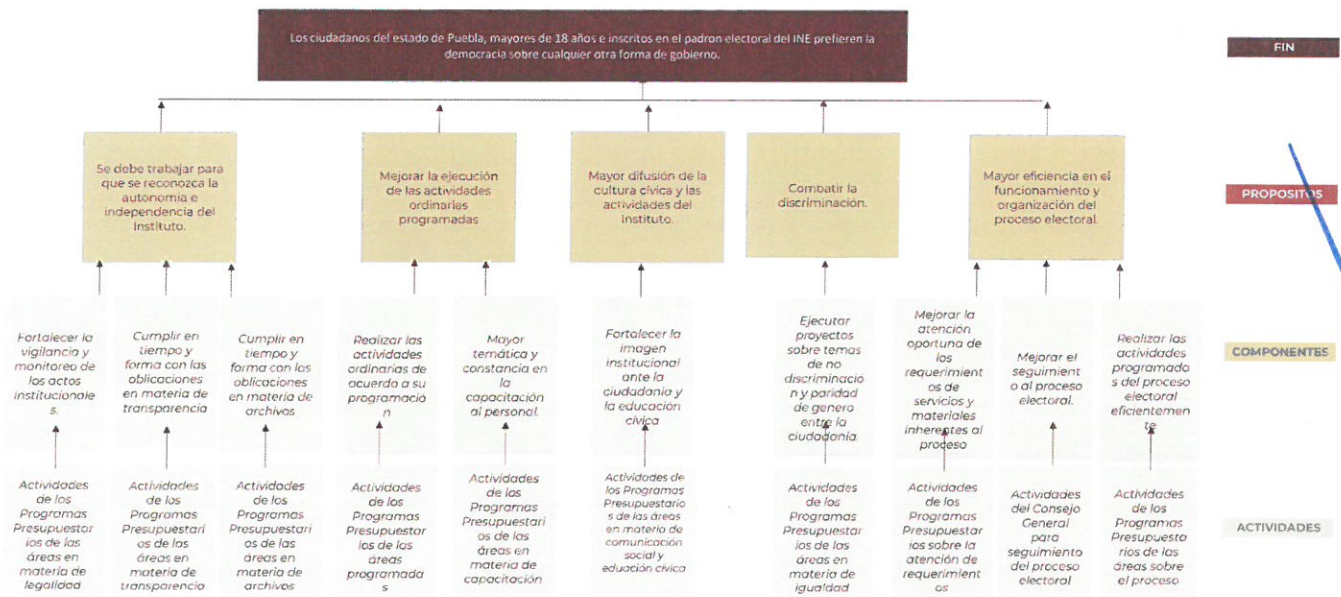 Los ciudadanos del estado de Puebla, mayores de 18 años e inscritos en el padron electoral del INE prefieren la
democracia sobre cualquier otra forma de gobierno.
FIN
Se debe trabajar para
que se reconozca la
autonomía e
independencia del
Instituto.
Mejorar la ejecución
de las actividades
ordinarias
programadas
Mayor difusión de la
cultura cívica y las
actividades del
Instituto.
Combatir la
discriminación.
Mayor eficiencia en el
funcionamiento y
organización del
proceso electoral.
PROPOSITOS
Fortalecer la
vigilancia y
monitoreo de
los actos
institucionale
s.
Cumplir en
tiempo y
forma con las
oblicaciones
en materia de
transparencia
Cumplir en
tiempo y
forma con las
oblicaciones
en materia de
archivos
Realizar las
actividades
ordinarias de
acuerdo a su
programació
n
Mayor
temática y
constancia en
la
capacitación
al personal.
Fortalecer la
imagen
institucional
ante la
ciudadanía y
la educación
cívica
Ejecutar
proyectos
sobre temas
de no
discriminació
n y paridad
de genero
entre la
ciudadanía.
Mejorar la
atención
oportuna de
los
requerimient
os de
servicios y
materiales
inherentes al
proceso
Mejorar el
seguimient
o al proceso
electoral.
Realizar las
actividades
programada
s del proceso
electoral
eficientemen
te
COMPONENTES
Actividades
de los
Programas
Presupuestar
ios de las
áreas en
materia de
legalidad
Actividades
de los
Programas
Presupuestari
os de las
áreas en
materia de
transparencia
Actividades
de los
Programas
Presupuestari
os de las
áreas en
materia de
archivos
Actividades
de los
Programas
Presupuestar
ios de las
áreas
programada
s
Actividades
de los
Programas
Presupuestari
os de las
áreas en
materia de
capacitación
Actividades de
los Programas
Presupuestario
s de las áreas
en materia de
comunicación
social y
eduación cívica
Actividades
de los
Programas
Presupuestar
ios de las
áreas en
materia de
igualdad
Actividades
de los
Programas
Presupuest
arios sobre la
atención de
requerimient
os
Actividades
del Consejo
General
para
seguimiento
del proceso
electoral
Actividades
de los
Programas
Presupuesta
rios de las
áreas sobre
el proceso
ACTIVIDADES